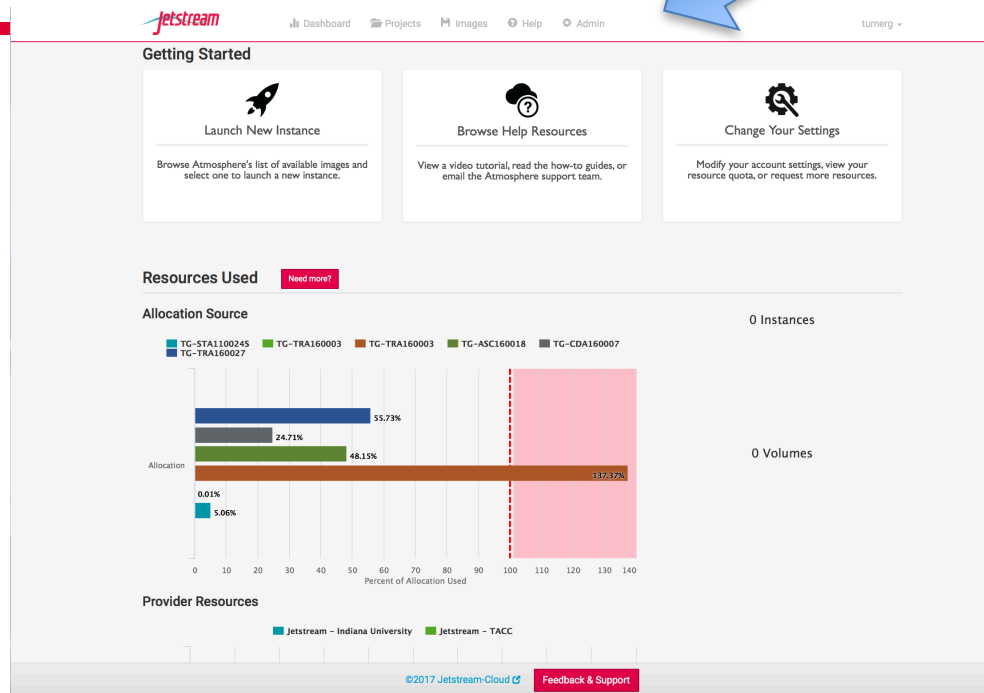 Jetstream
Dashboard Projects Images Help Admin turnerg
Getting Started
Launch New Instance
Browse Atmosphere's list of available images and
select one to launch a new instance.
Browse Help Resources
View a video tutorial, read the how-to guides, or
email the Atmosphere support team.
Change Your Settings
Modify your account settings, view your
resource quota, or request more resources.
Resources Used Need more?
Allocation Source
0 Instances
TG-STA110024S TG-TRA160003 TG-TRA160003 TG-ASC160018 TG-CDA160007
TG-TRA160027
55.73%
24.71%
48.15%
0 Volumes
Allocation
137.37%
0.01%
5.06%
0 10 20 30 40 50 60 70 80 90 100 110 120 130 140
Percent of Allocation Used
Provider Resources
Jetstream - Indiana University Jetstream - TACC
©2017 Jetstream-Cloud Feedback & Support